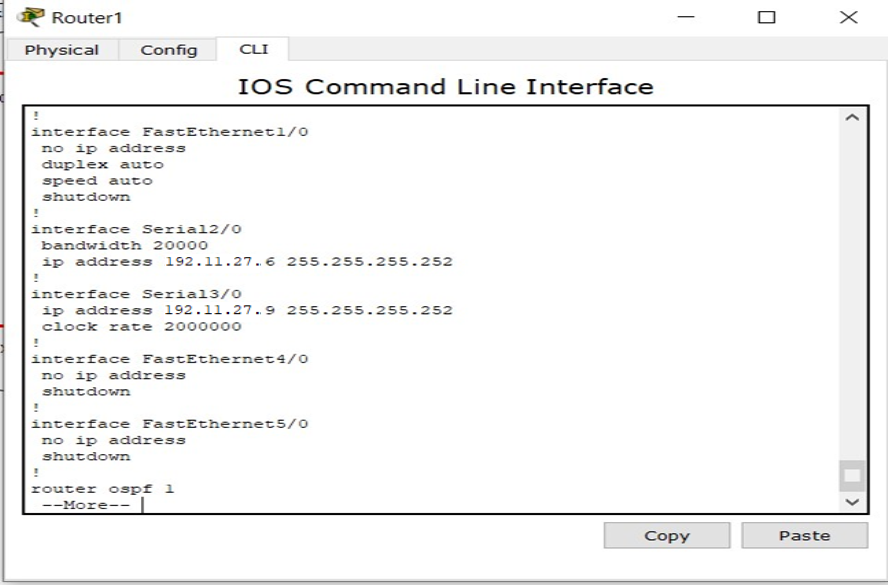 Router1
Physical Config CLI
IOS Command Line Interface
!
interface FastEthernet1/0
no ip address
duplex auto
speed auto
shutdown
!
interface Serial2/0
bandwidth 20000
ip address 192.11.27.6 255.255.255.252
!
interface Serial3/0
ip address 192.11.27.9 255.255.255.252
clock rate 2000000
!
interface FastEthernet4/0
no ip address
shutdown
!
interface FastEthernet5/0
no ip address
shutdown
!
router ospf 1
--More--
Copy Paste